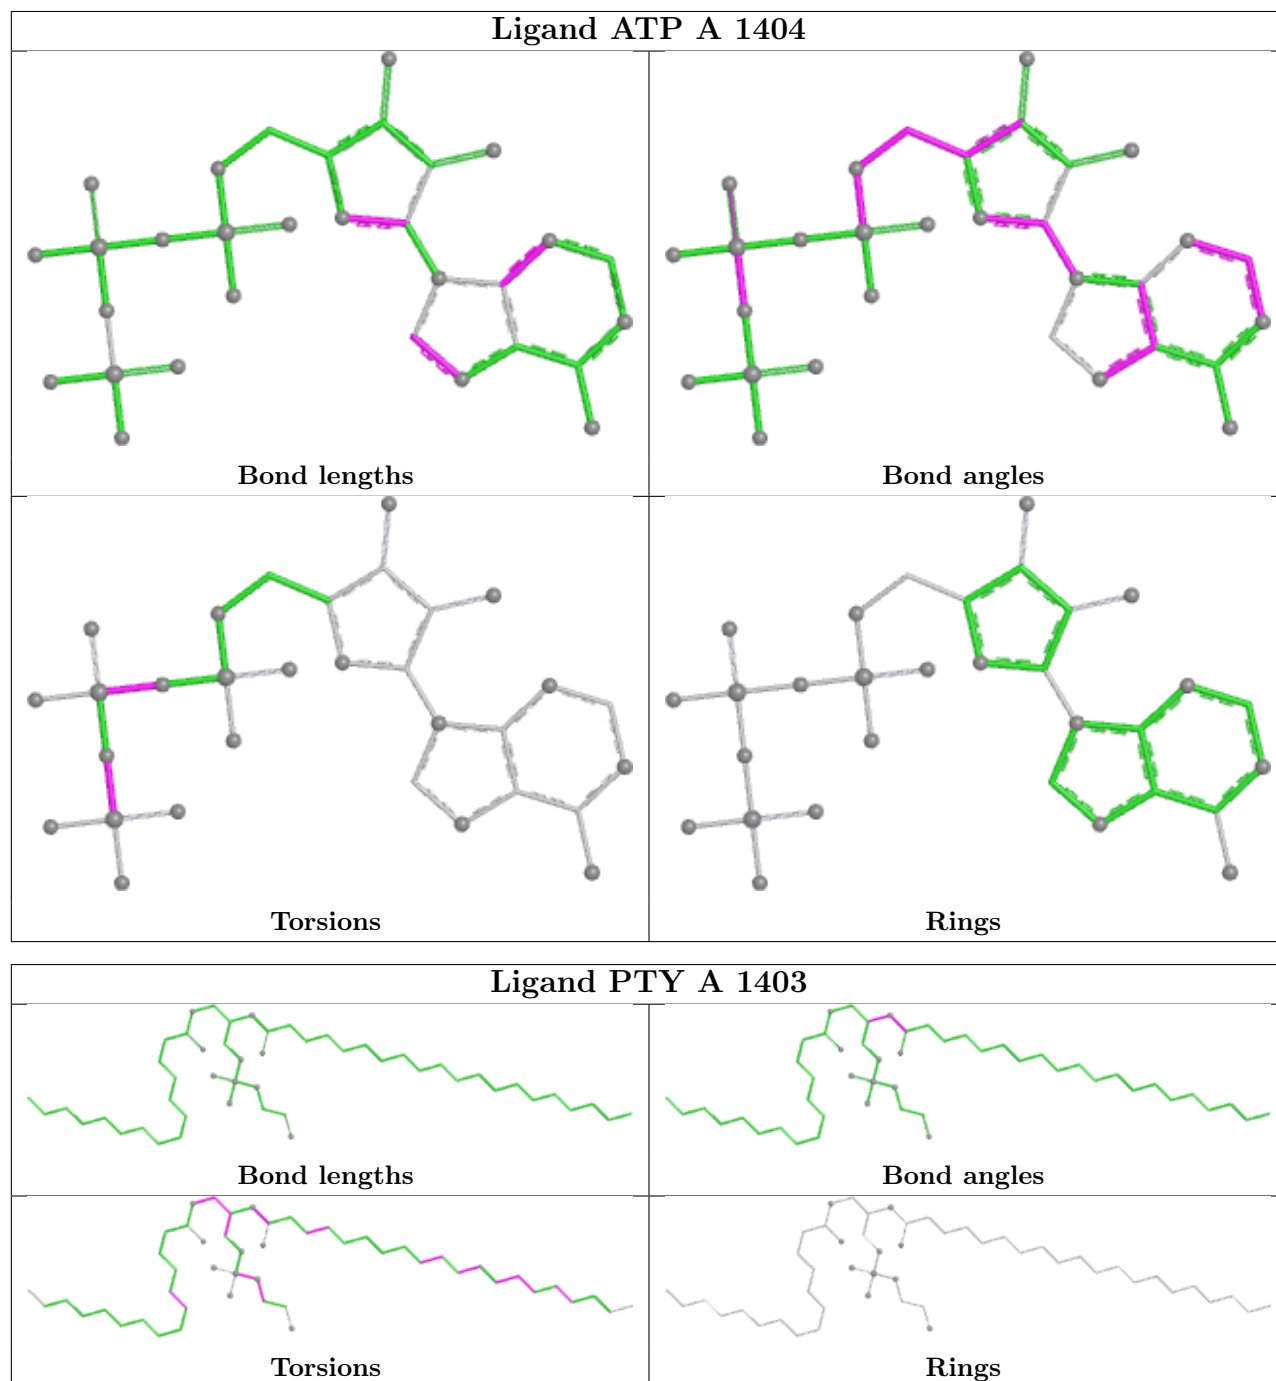 Ligand ATP A 1404
Bond lengths
Bond angles
Torsions
Rings
Ligand PTY A 1403
Bond lengths
Bond angles
Torsions
Rings